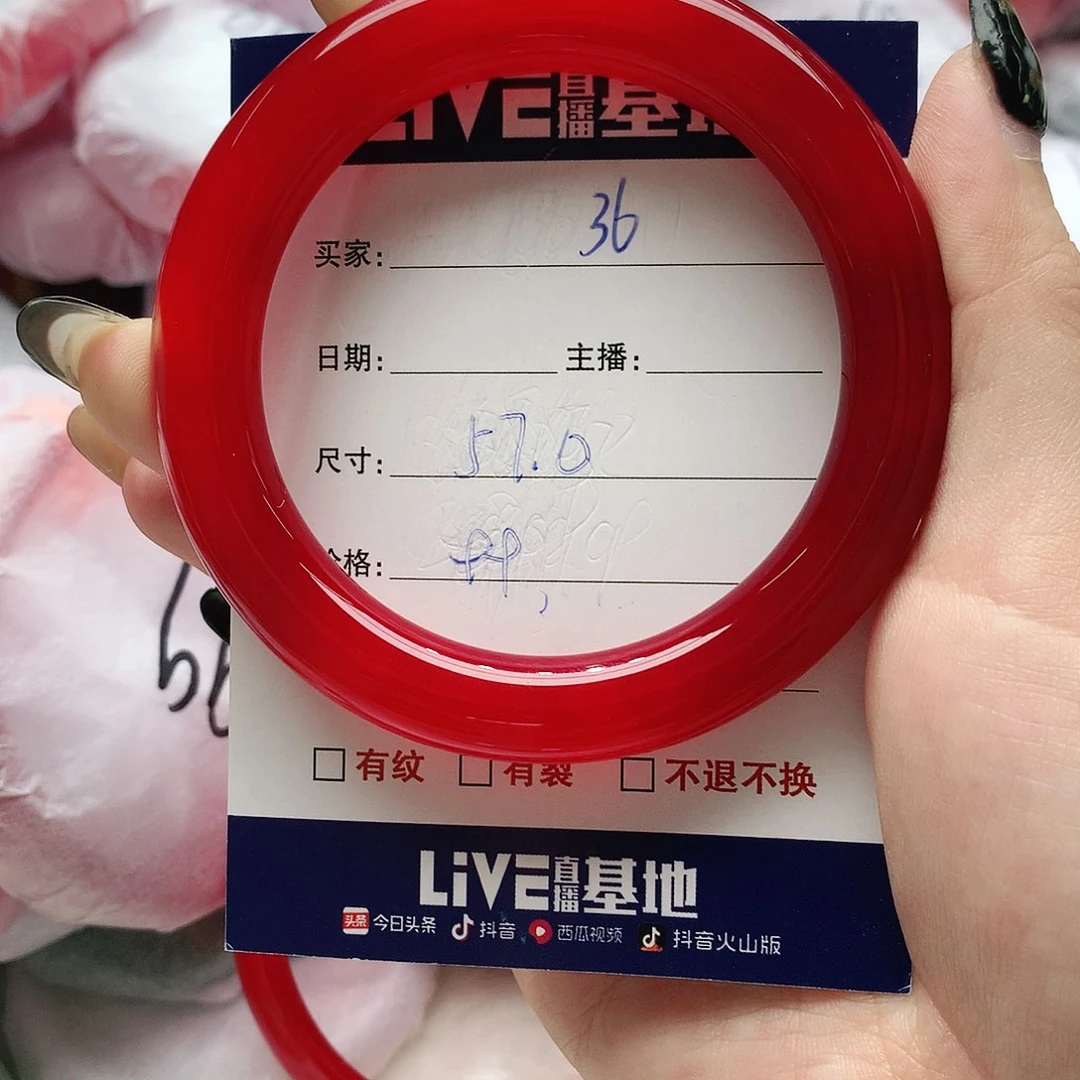 LIVE直播基地
买家: 36
日期: 主播:
尺寸: 57.0
价格:
有纹 有裂 不退不换
LiVE直播基地
头条 今日头条 抖音 西瓜视频 抖音火山版